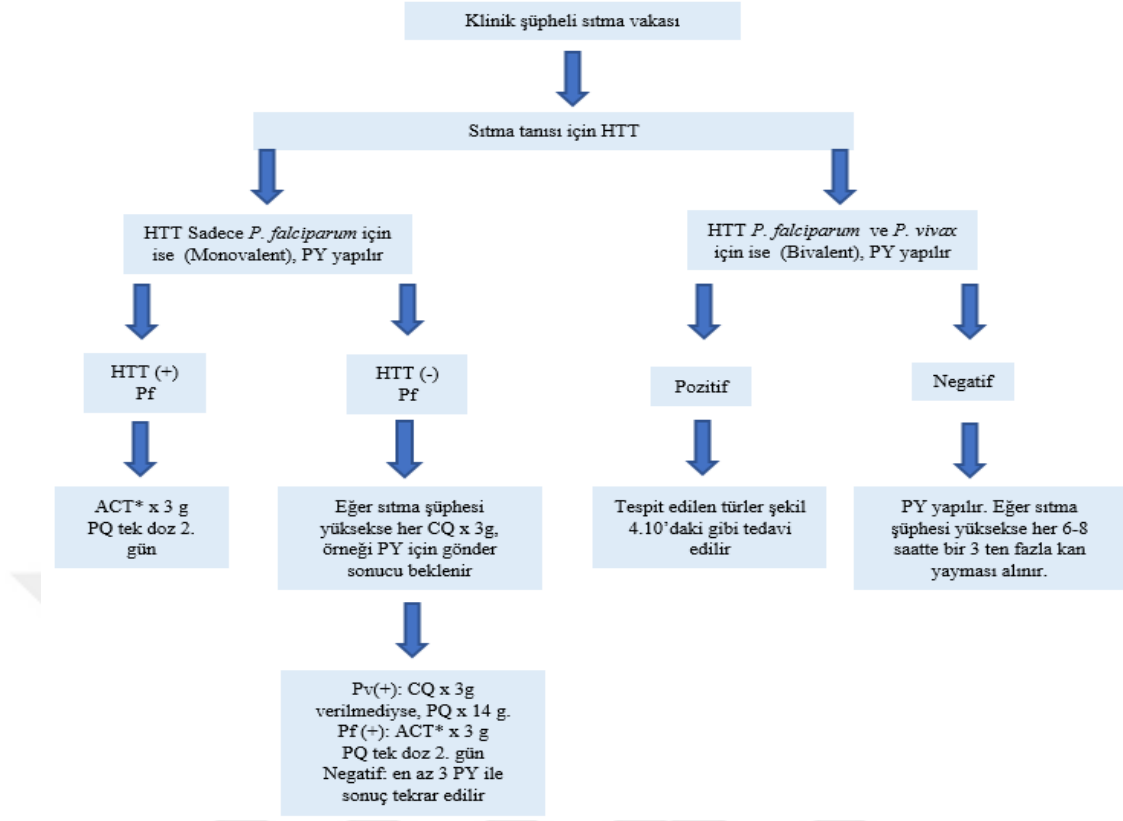 Klinik şüpheli sıtma vakası
Sıtma tanısı için HTT
HTT Sadece P. falciparum için
ise (Monovalent), PY yapılır
HTT P. falciparum ve P. vivax
için ise (Bivalent), PY yapılır
HTT (+)
Pf
HTT (-)
Pf
Pozitif
Negatif
ACT* x 3 g
PQ tek doz 2.
gün
Eğer sıtma şüphesi
yüksekse her CQ x 3g,
örneği PY için gönder
sonucu beklenir
Tespit edilen türler şekil
4.10’daki gibi tedavi
edilir
PY yapılır. Eğer sıtma
şüphesi yüksekse her 6-8
saatte bir 3 ten fazla kan
yayması alınır.
Pv(+): CQ x 3g
verilmediyse, PQ x 14 g.
Pf (+): ACT* x 3 g
PQ tek doz 2. gün
Negatif: en az 3 PY ile
sonuç tekrar edilir